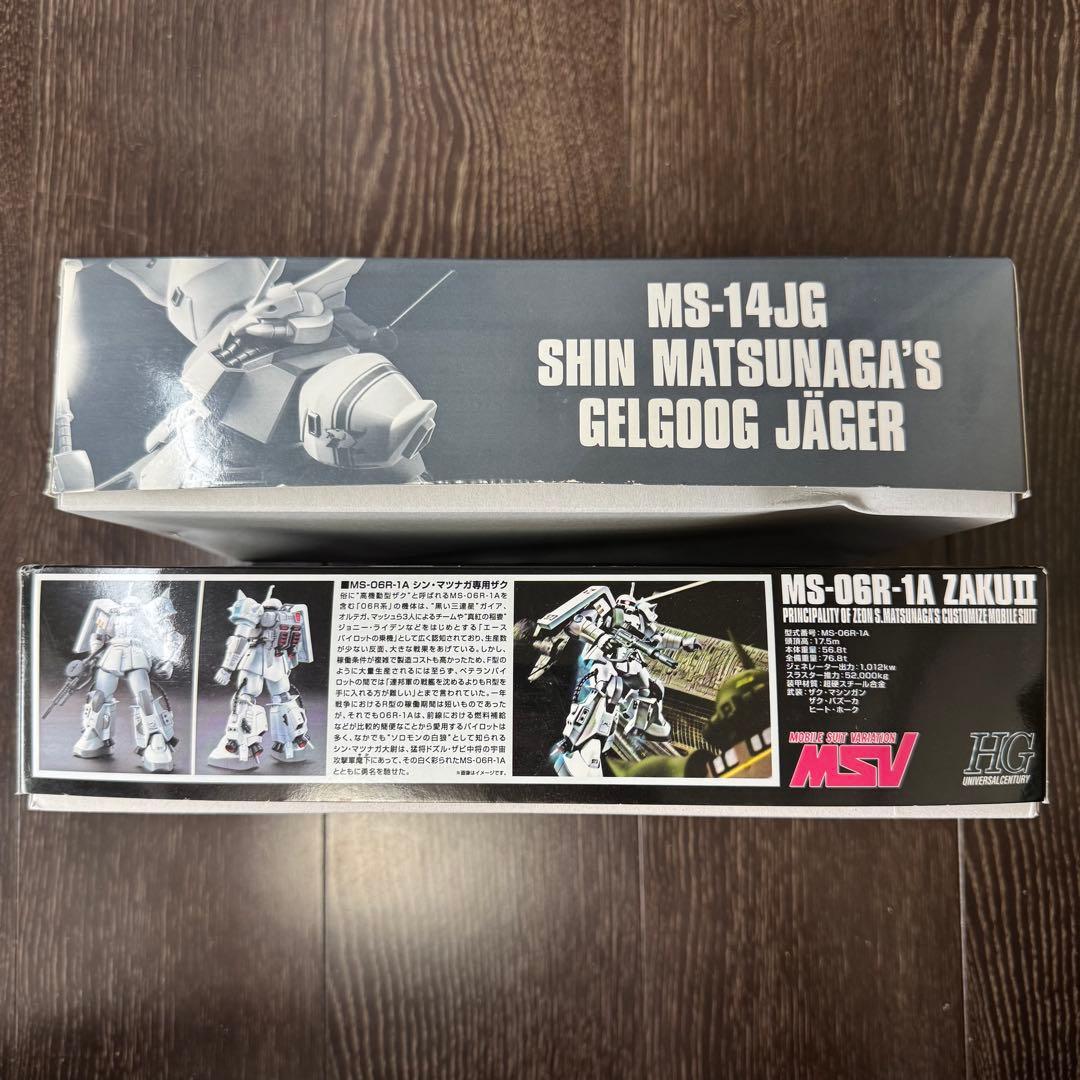 MS-14JG
SHIN MATSUNAGA'S
GELGOOG JÄGER
■MS-06R-1A シン・マツナガ専用ザク
俗に"高機動型ザク"と呼ばれるMS-06R-1Aを
含む「06R系」の機体は、"黒い三連星"ガイア、
オルテガ、マッシュら3人によるチームや"真紅の稲妻"
ジョニー・ライデンなどをはじめとする「エース
パイロットの乗機」として広く認知されており、生産数
が少ない反面、大きな戦果をあげている。しかし、
稼働条件が複雑で製造コストも高かったため、F型の
ように大量生産されるには至らず、ベテランパイ
ロットの間では「連邦軍の戦艦を沈めるよりもR型を
手に入れる方が難しい」とまで言われていた。一年
戦争におけるR型の稼働期間は短いものであった
が、それでも06R-1Aは、前線における燃料補給
などが比較的簡便なことから愛用するパイロットは
多く、なかでも"ソロモンの白狼"として知られる
シン・マツナガ大尉は、猛将ドズル・ザビ中将の宇宙
攻撃軍麾下にあって、その白く彩られたMS-06R-1A
とともに勇名を馳せた。
※画像はイメージです。
MS-06R-1A ZAKUII
PRINCIPALITY OF ZEON S.MATSUNAGA'S CUSTOMIZE MOBILE SUIT
型式番号:MS-06R-1A
頭頂高:17.5m
本体重量:56.8t
全備重量:76.8t
ジェネレーター出力:1,012kw
スラスター推力:52,000kg
装甲材質:超硬スチール合金
武装:ザク・マシンガン
ザク・バズーカ
ヒート・ホーク
MOBILE SUIT VARIATION
MSV
HG
UNIVERSAL CENTURY